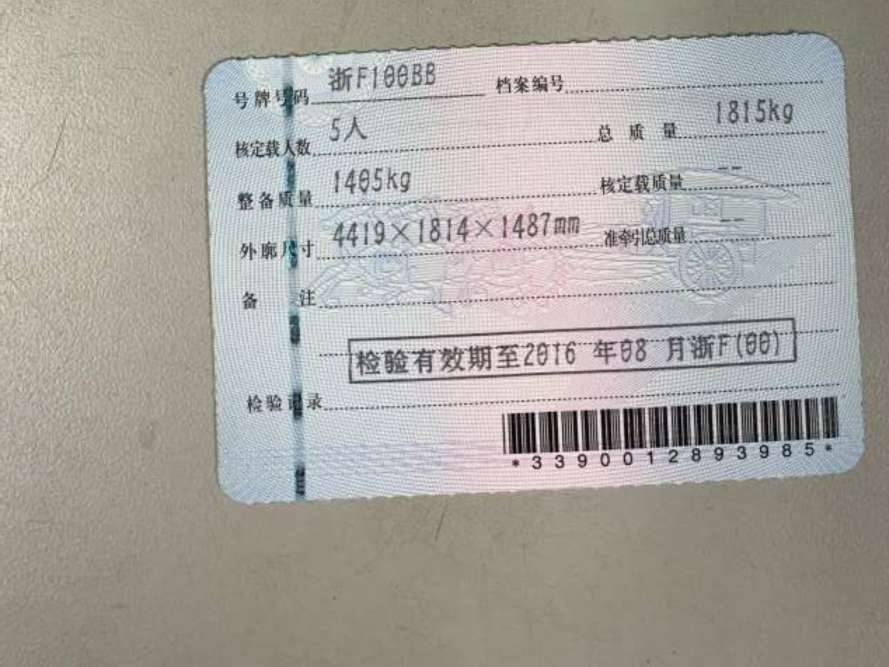 号牌号码 浙F100BB 档案编号
核定载人数 5人 总质量 1815kg
整备质量 1405kg 核定载质量 --
外廓尺寸 4419×1814×1487mm 准牵引总质量 --
备注
检验有效期至2016 年08 月浙F(00)
检验记录
*3390012893985*